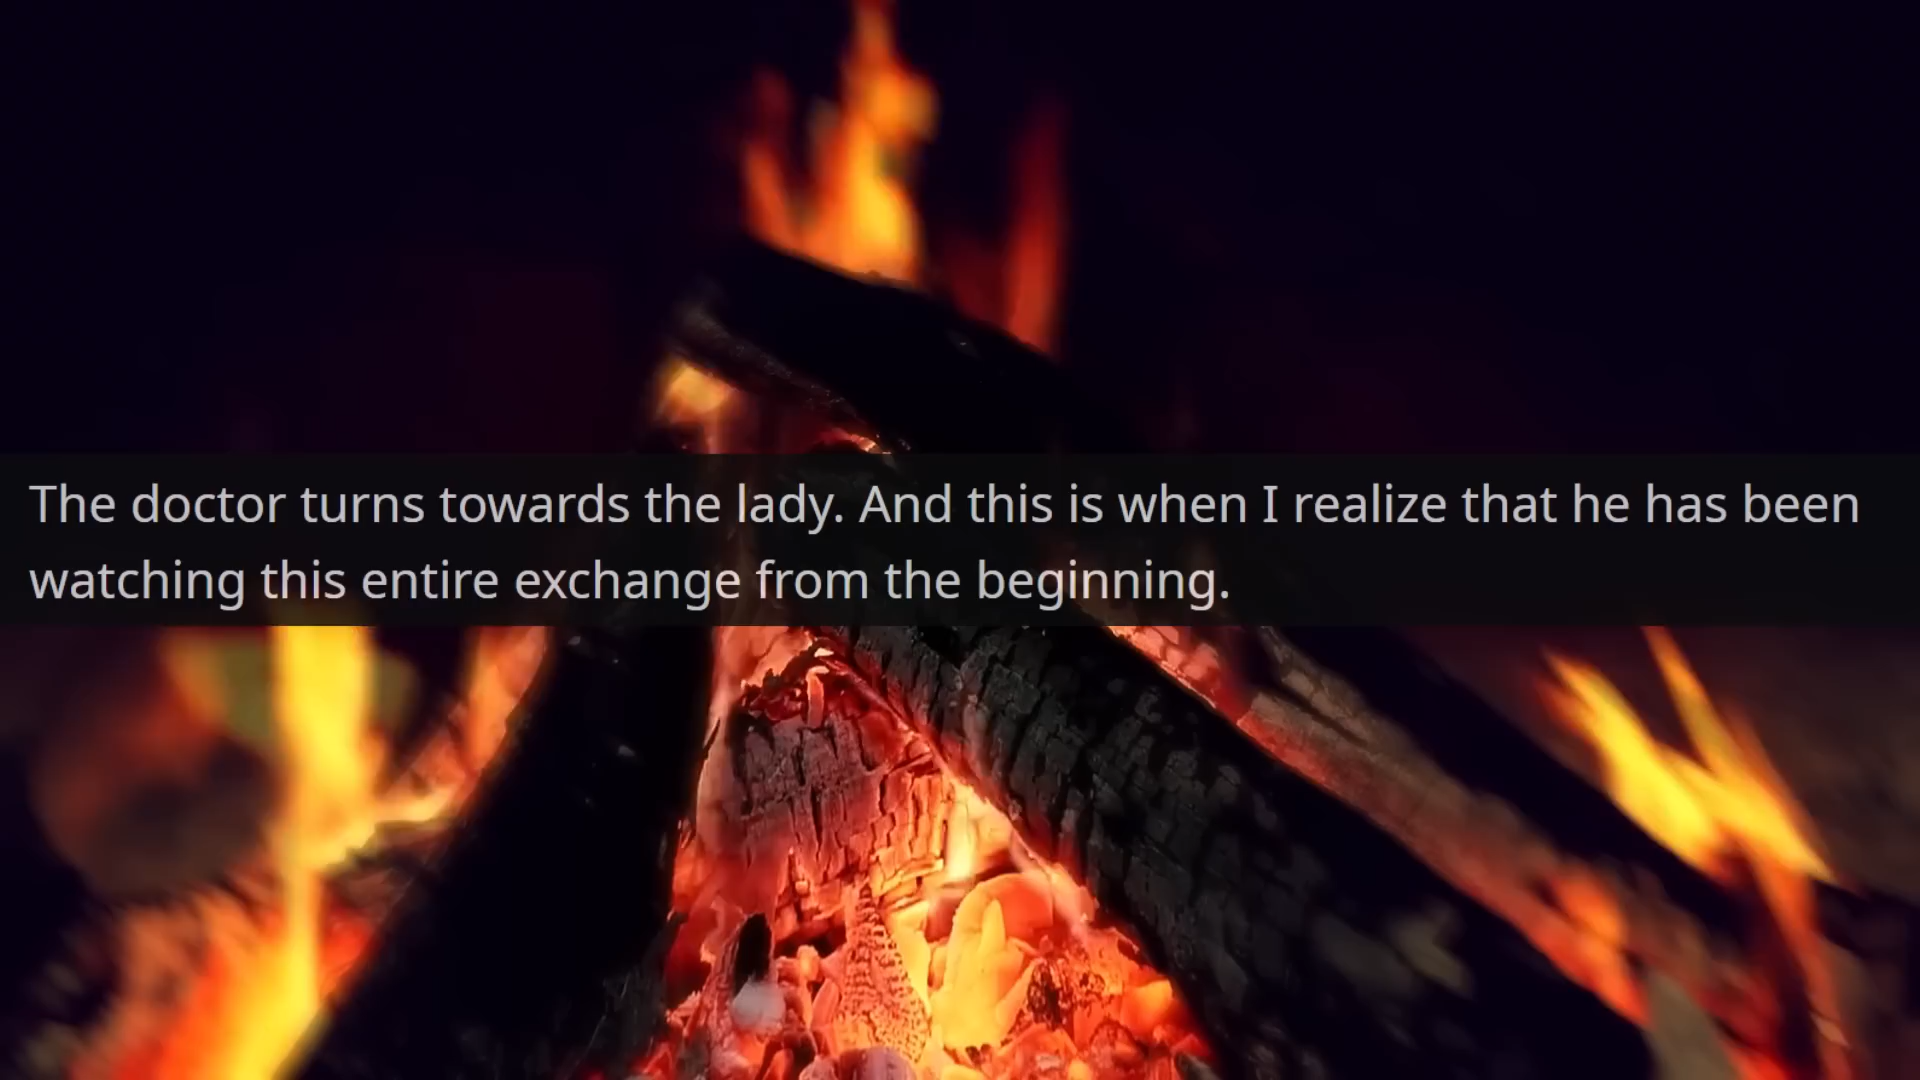 The doctor turns towards the lady. And this is when I realize that he has been
watching this entire exchange from the beginning.